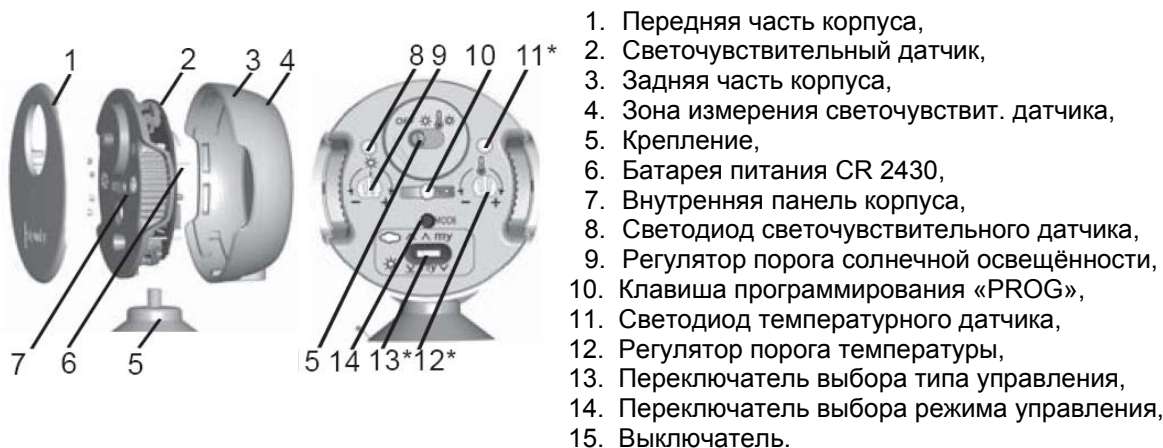 1
2
3
4
7
6
5
8
9
10
11*
OFF
MODE
my
my
15
14
13*
12*
1. Передняя часть корпуса,
2. Светочувствительный датчик,
3. Задняя часть корпуса,
4. Зона измерения светочувствит. датчика,
5. Крепление,
6. Батарея питания CR 2430,
7. Внутренняя панель корпуса,
8. Светодиод светочувствительного датчика,
9. Регулятор порога солнечной освещённости,
10. Клавиша программирования «PROG»,
11. Светодиод температурного датчика,
12. Регулятор порога температуры,
13. Переключатель выбора типа управления,
14. Переключатель выбора режима управления,
15. Выключатель.